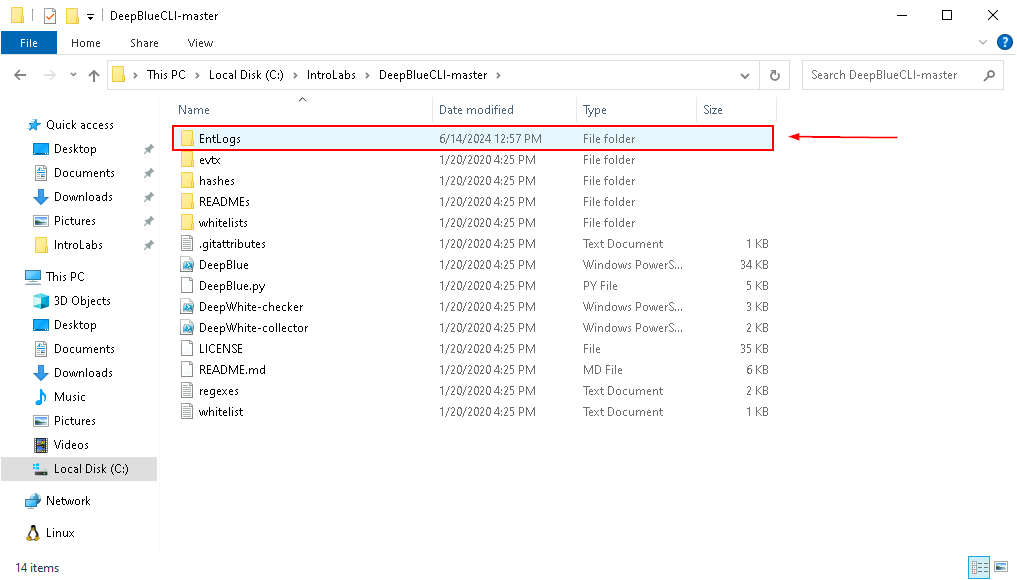 DeepBlueCLI-master
File Home Share View
This PC Local Disk (C:) IntroLabs DeepBlueCLI-master Search DeepBlueCLI-master
Name Date modified Type Size
Quick access
Desktop
Documents
Downloads
Pictures
IntroLabs
This PC
3D Objects
Desktop
Documents
Downloads
Music
Pictures
Videos
Local Disk (C:)
Network
Linux
EntLogs 6/14/2024 12:57 PM File folder
evtx 1/20/2020 4:25 PM File folder
hashes 1/20/2020 4:25 PM File folder
READMEs 1/20/2020 4:25 PM File folder
whitelists 1/20/2020 4:25 PM File folder
.gitattributes 1/20/2020 4:25 PM Text Document 1 KB
DeepBlue 1/20/2020 4:25 PM Windows PowerS... 34 KB
DeepBlue.py 1/20/2020 4:25 PM PY File 5 KB
DeepWhite-checker 1/20/2020 4:25 PM Windows PowerS... 3 KB
DeepWhite-collector 1/20/2020 4:25 PM Windows PowerS... 2 KB
LICENSE 1/20/2020 4:25 PM File 35 KB
README.md 1/20/2020 4:25 PM MD File 6 KB
regexes 1/20/2020 4:25 PM Text Document 2 KB
whitelist 1/20/2020 4:25 PM Text Document 1 KB
14 items